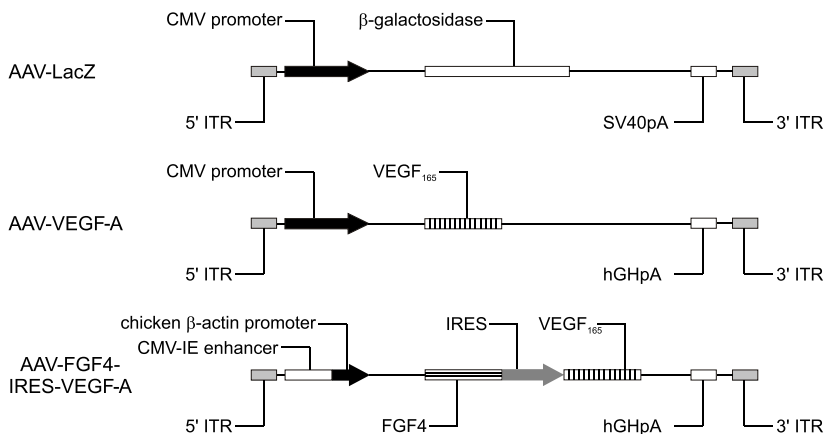 CMV promoter
β-galactosidase
AAV-LacZ
5' ITR
SV40pA
3' ITR
CMV promoter
VEGF165
AAV-VEGF-A
5' ITR
hGHpA
3' ITR
chicken β-actin promoter
IRES
VEGF165
CMV-IE enhancer
AAV-FGF4-
IRES-VEGF-A
5' ITR
FGF4
hGHpA
3' ITR